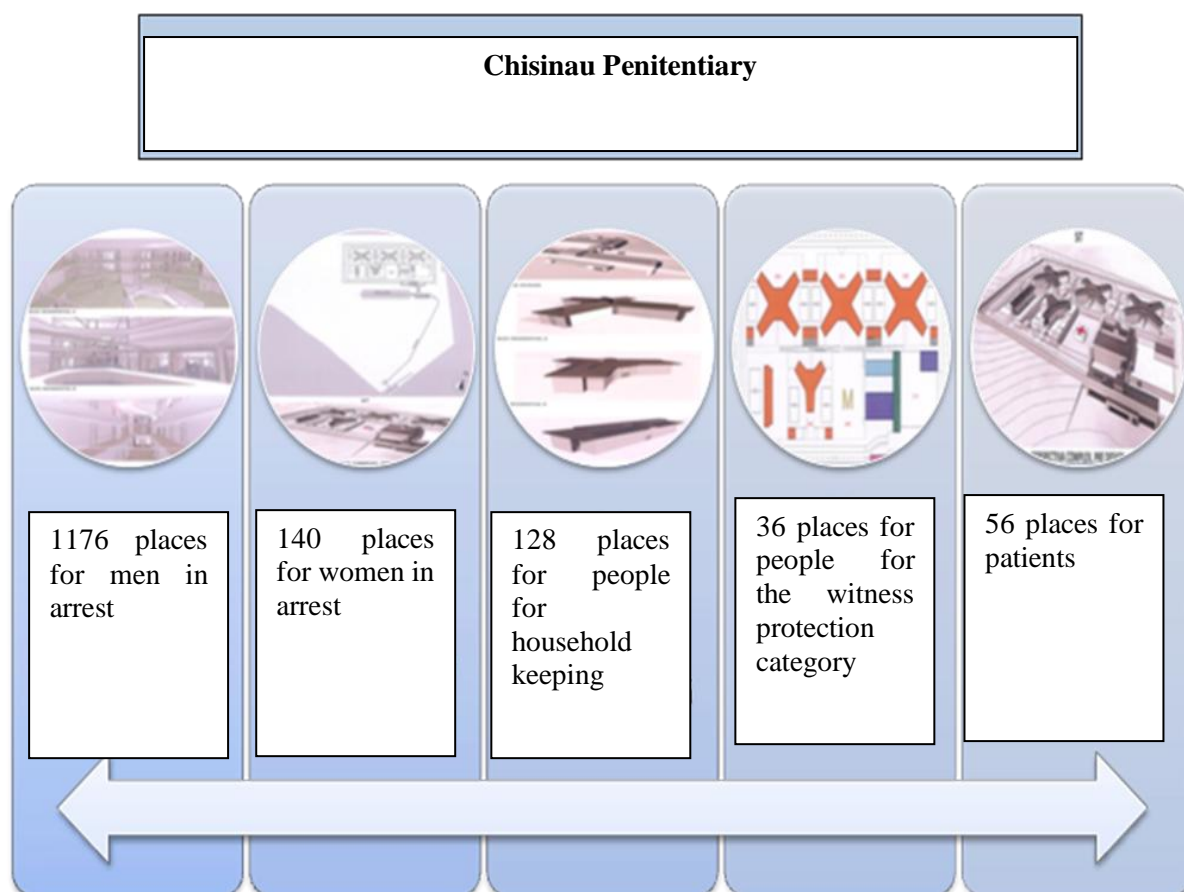 Chisinau Penitentiary
1176 places
for men in
arrest
140 places
for women in
arrest
128 places
for people
for
household
keeping
36 places for
people for
the witness
protection
category
56 places for
patients